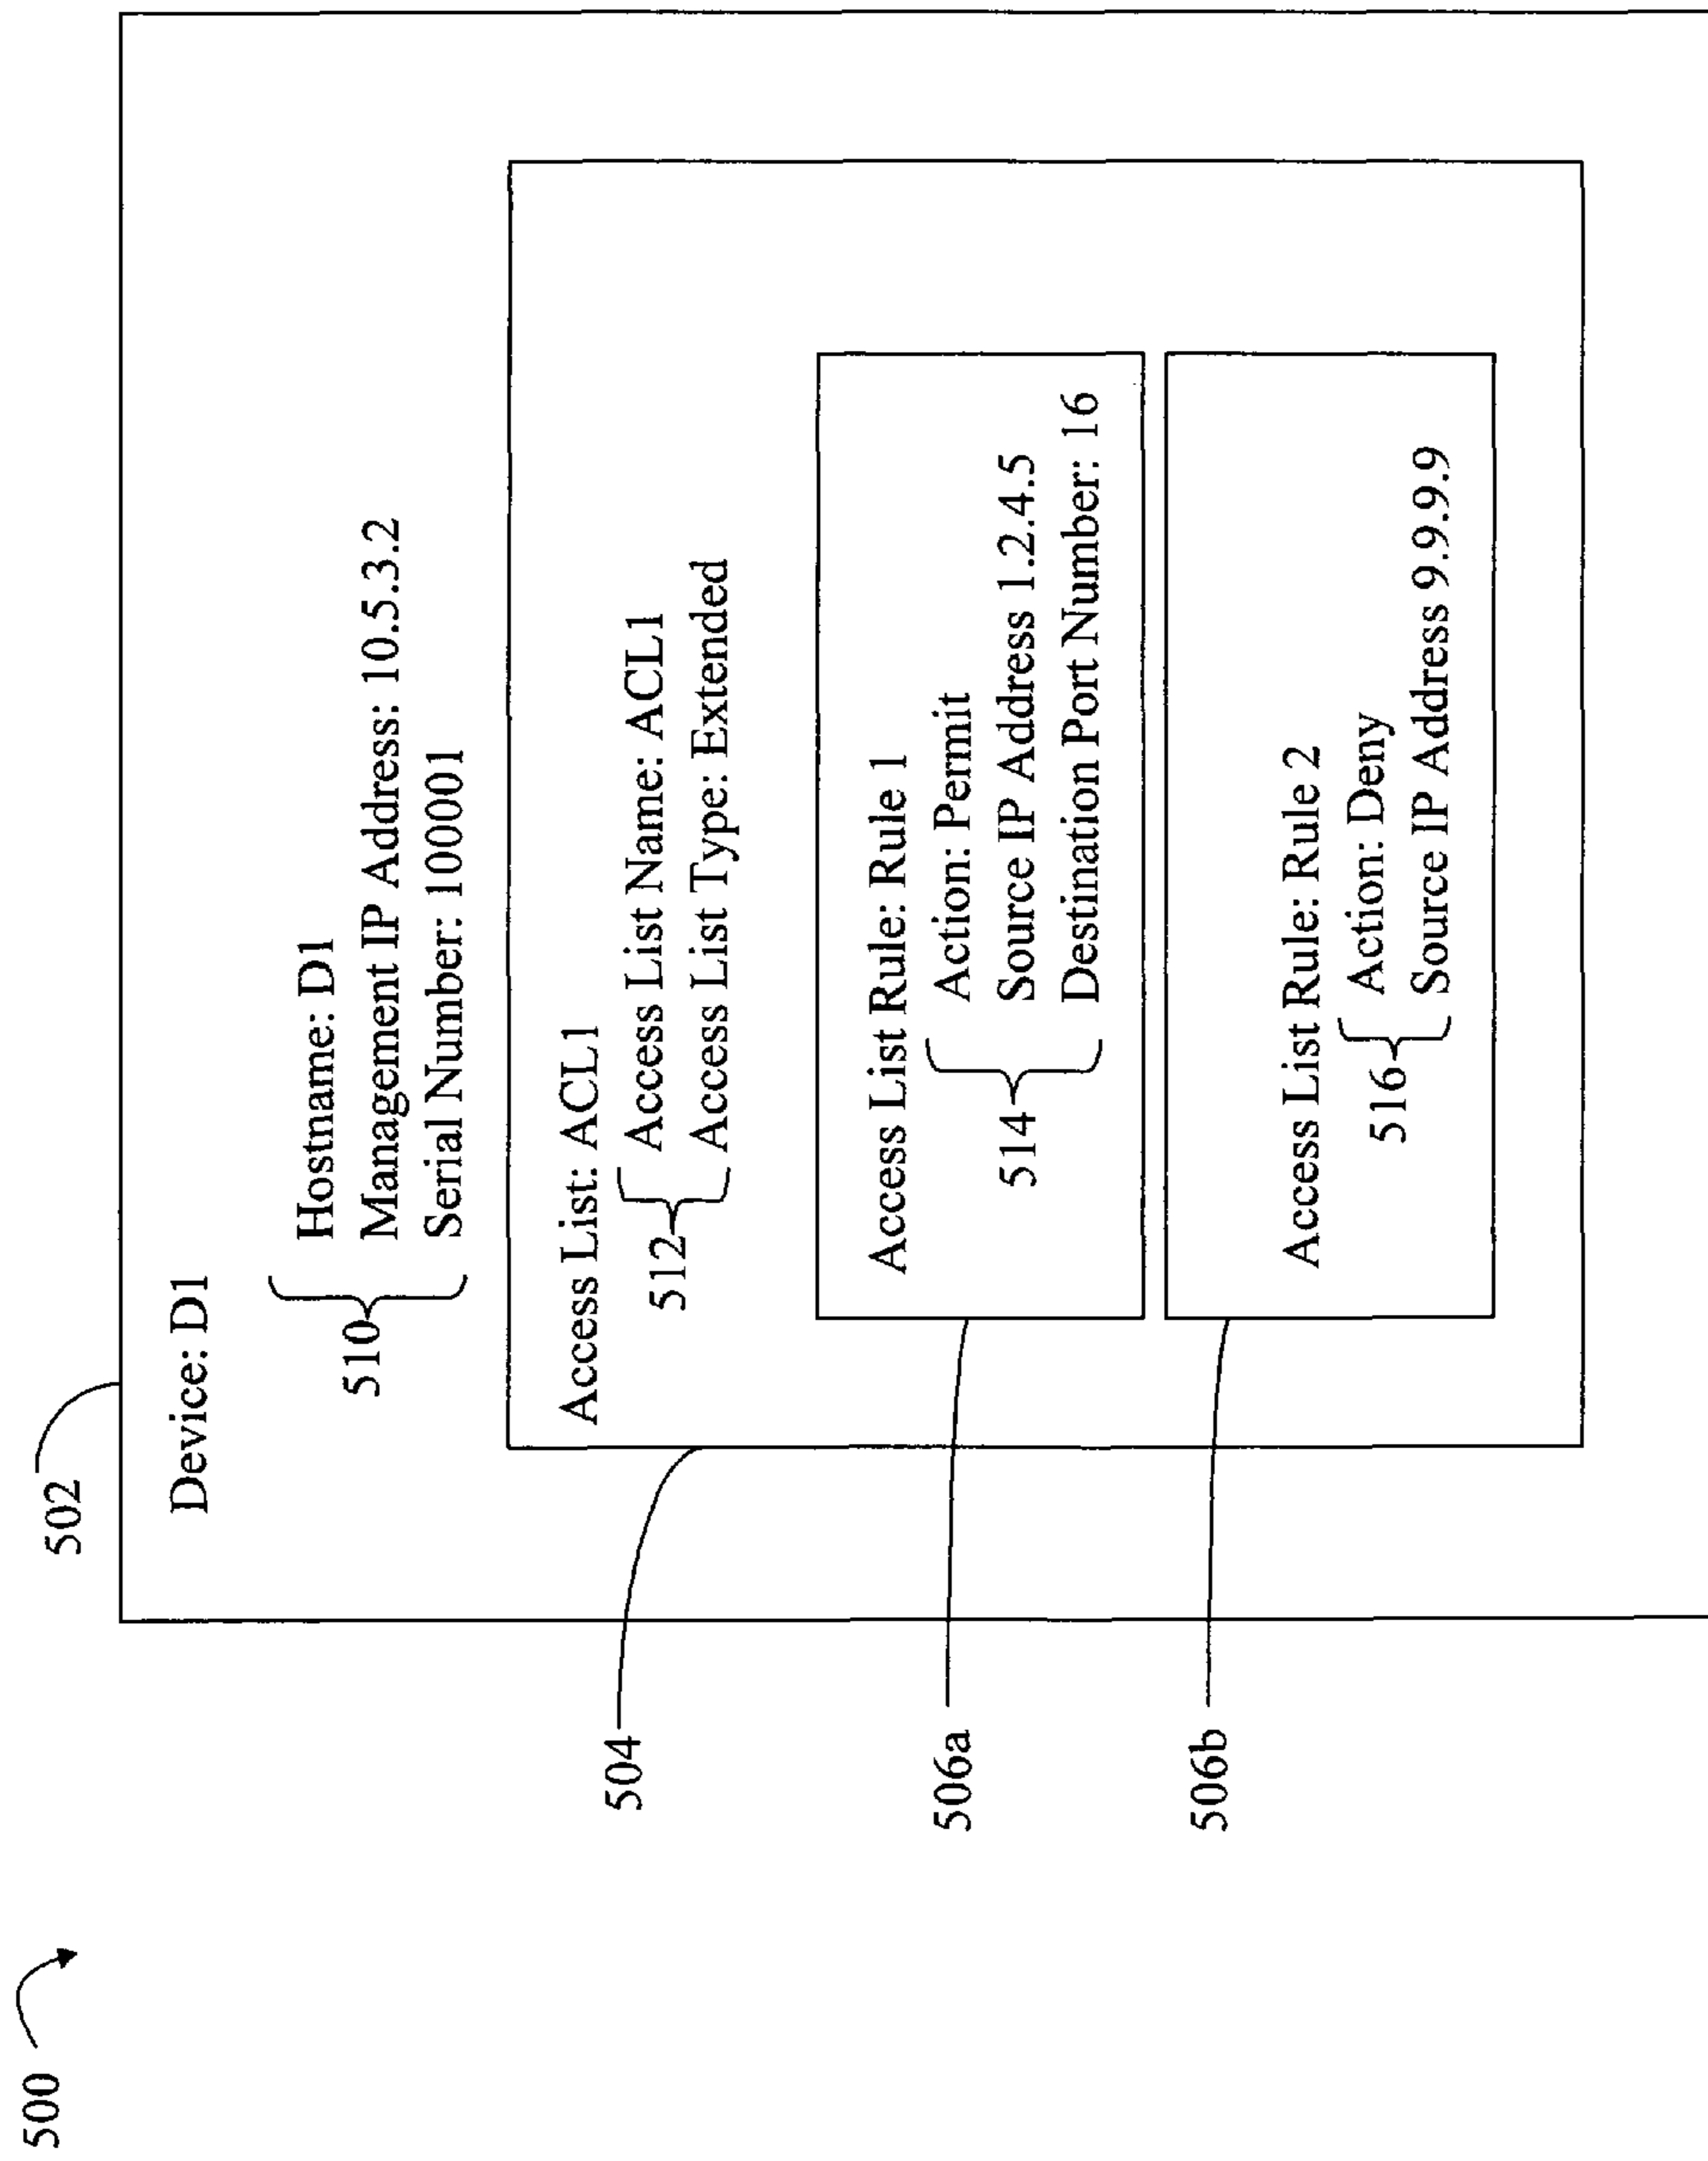 500
502
Device: D1
510
Hostname: D1
Management IP Address: 10.5.3.2
Serial Number: 100001
504
Access List: ACL1
512
Access List Name: ACL1
Access List Type: Extended
506a
Access List Rule: Rule 1
514
Action: Permit
Source IP Address 1.2.4.5
Destination Port Number: 16
506b
Access List Rule: Rule 2
516
Action: Deny
Source IP Address 9.9.9.9